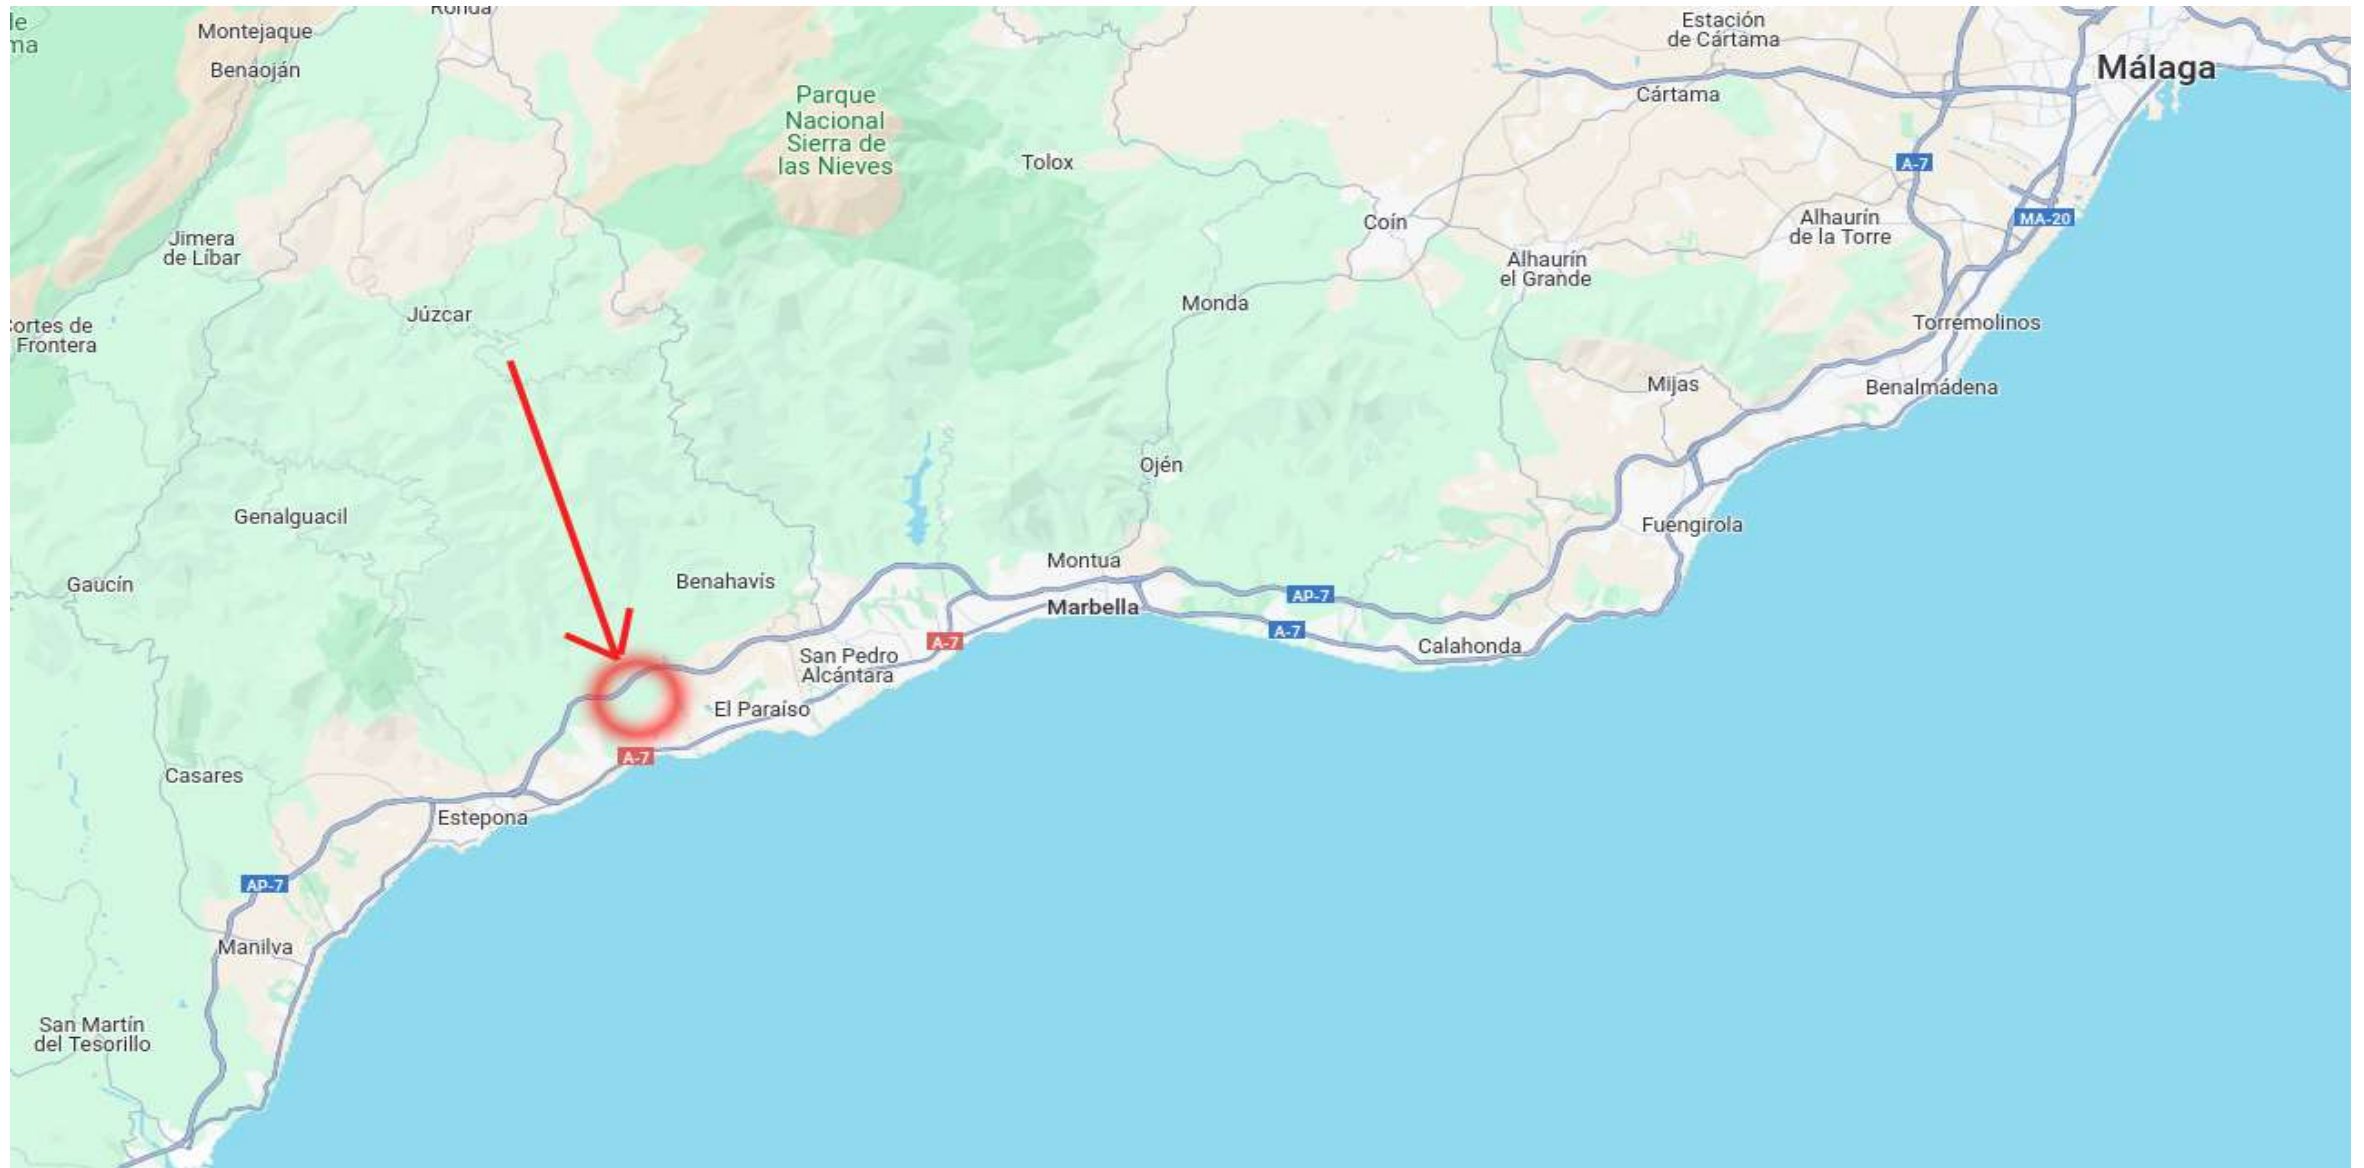 Ronda
Montejaque
Benaoján
Estación
de Cártama
Málaga
Cártama
Parque
Nacional
Sierra de
las Nieves
Tolox
A-7
MA-20
Coín
Alhaurín
de la Torre
Jimera
de Líbar
Alhaurín
el Grande
Monda
Júzcar
Cortes de
Frontera
Torremolinos
Mijas
Benalmádena
Ojén
Genalguacil
Fuengirola
Montua
Gaucín
Benahavís
AP-7
Marbella
A-7
A-7
Calahonda
San Pedro
Alcántara
El Paraíso
A-7
Casares
Estepona
AP-7
Manilva
San Martín
del Tesorillo